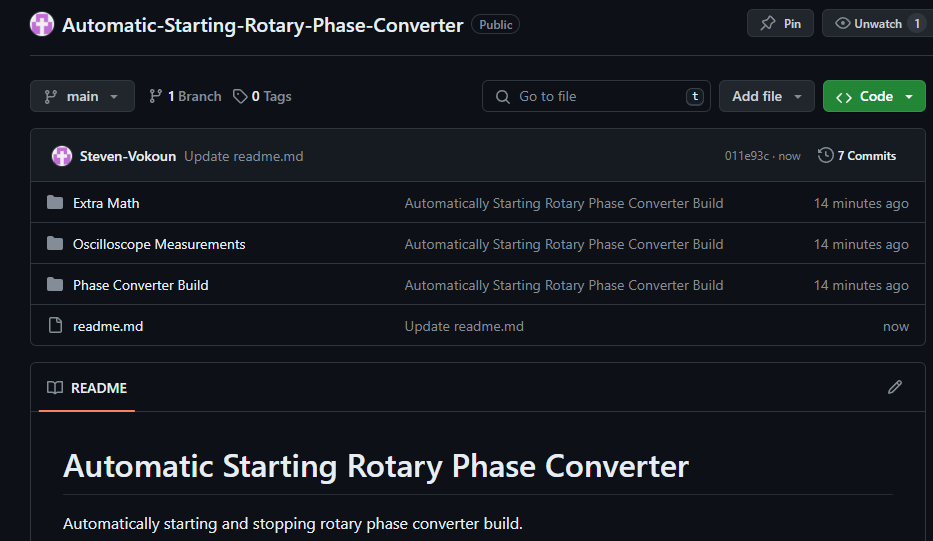 Automatic-Starting-Rotary-Phase-Converter Public Pin Unwatch 1
main 1 Branch 0 Tags Go to file t Add file Code
Steven-Vokoun Update readme.md 011e93c · now 7 Commits
Extra Math Automatically Starting Rotary Phase Converter Build 14 minutes ago
Oscilloscope Measurements Automatically Starting Rotary Phase Converter Build 14 minutes ago
Phase Converter Build Automatically Starting Rotary Phase Converter Build 14 minutes ago
readme.md Update readme.md now
README
Automatic Starting Rotary Phase Converter
Automatically starting and stopping rotary phase converter build.